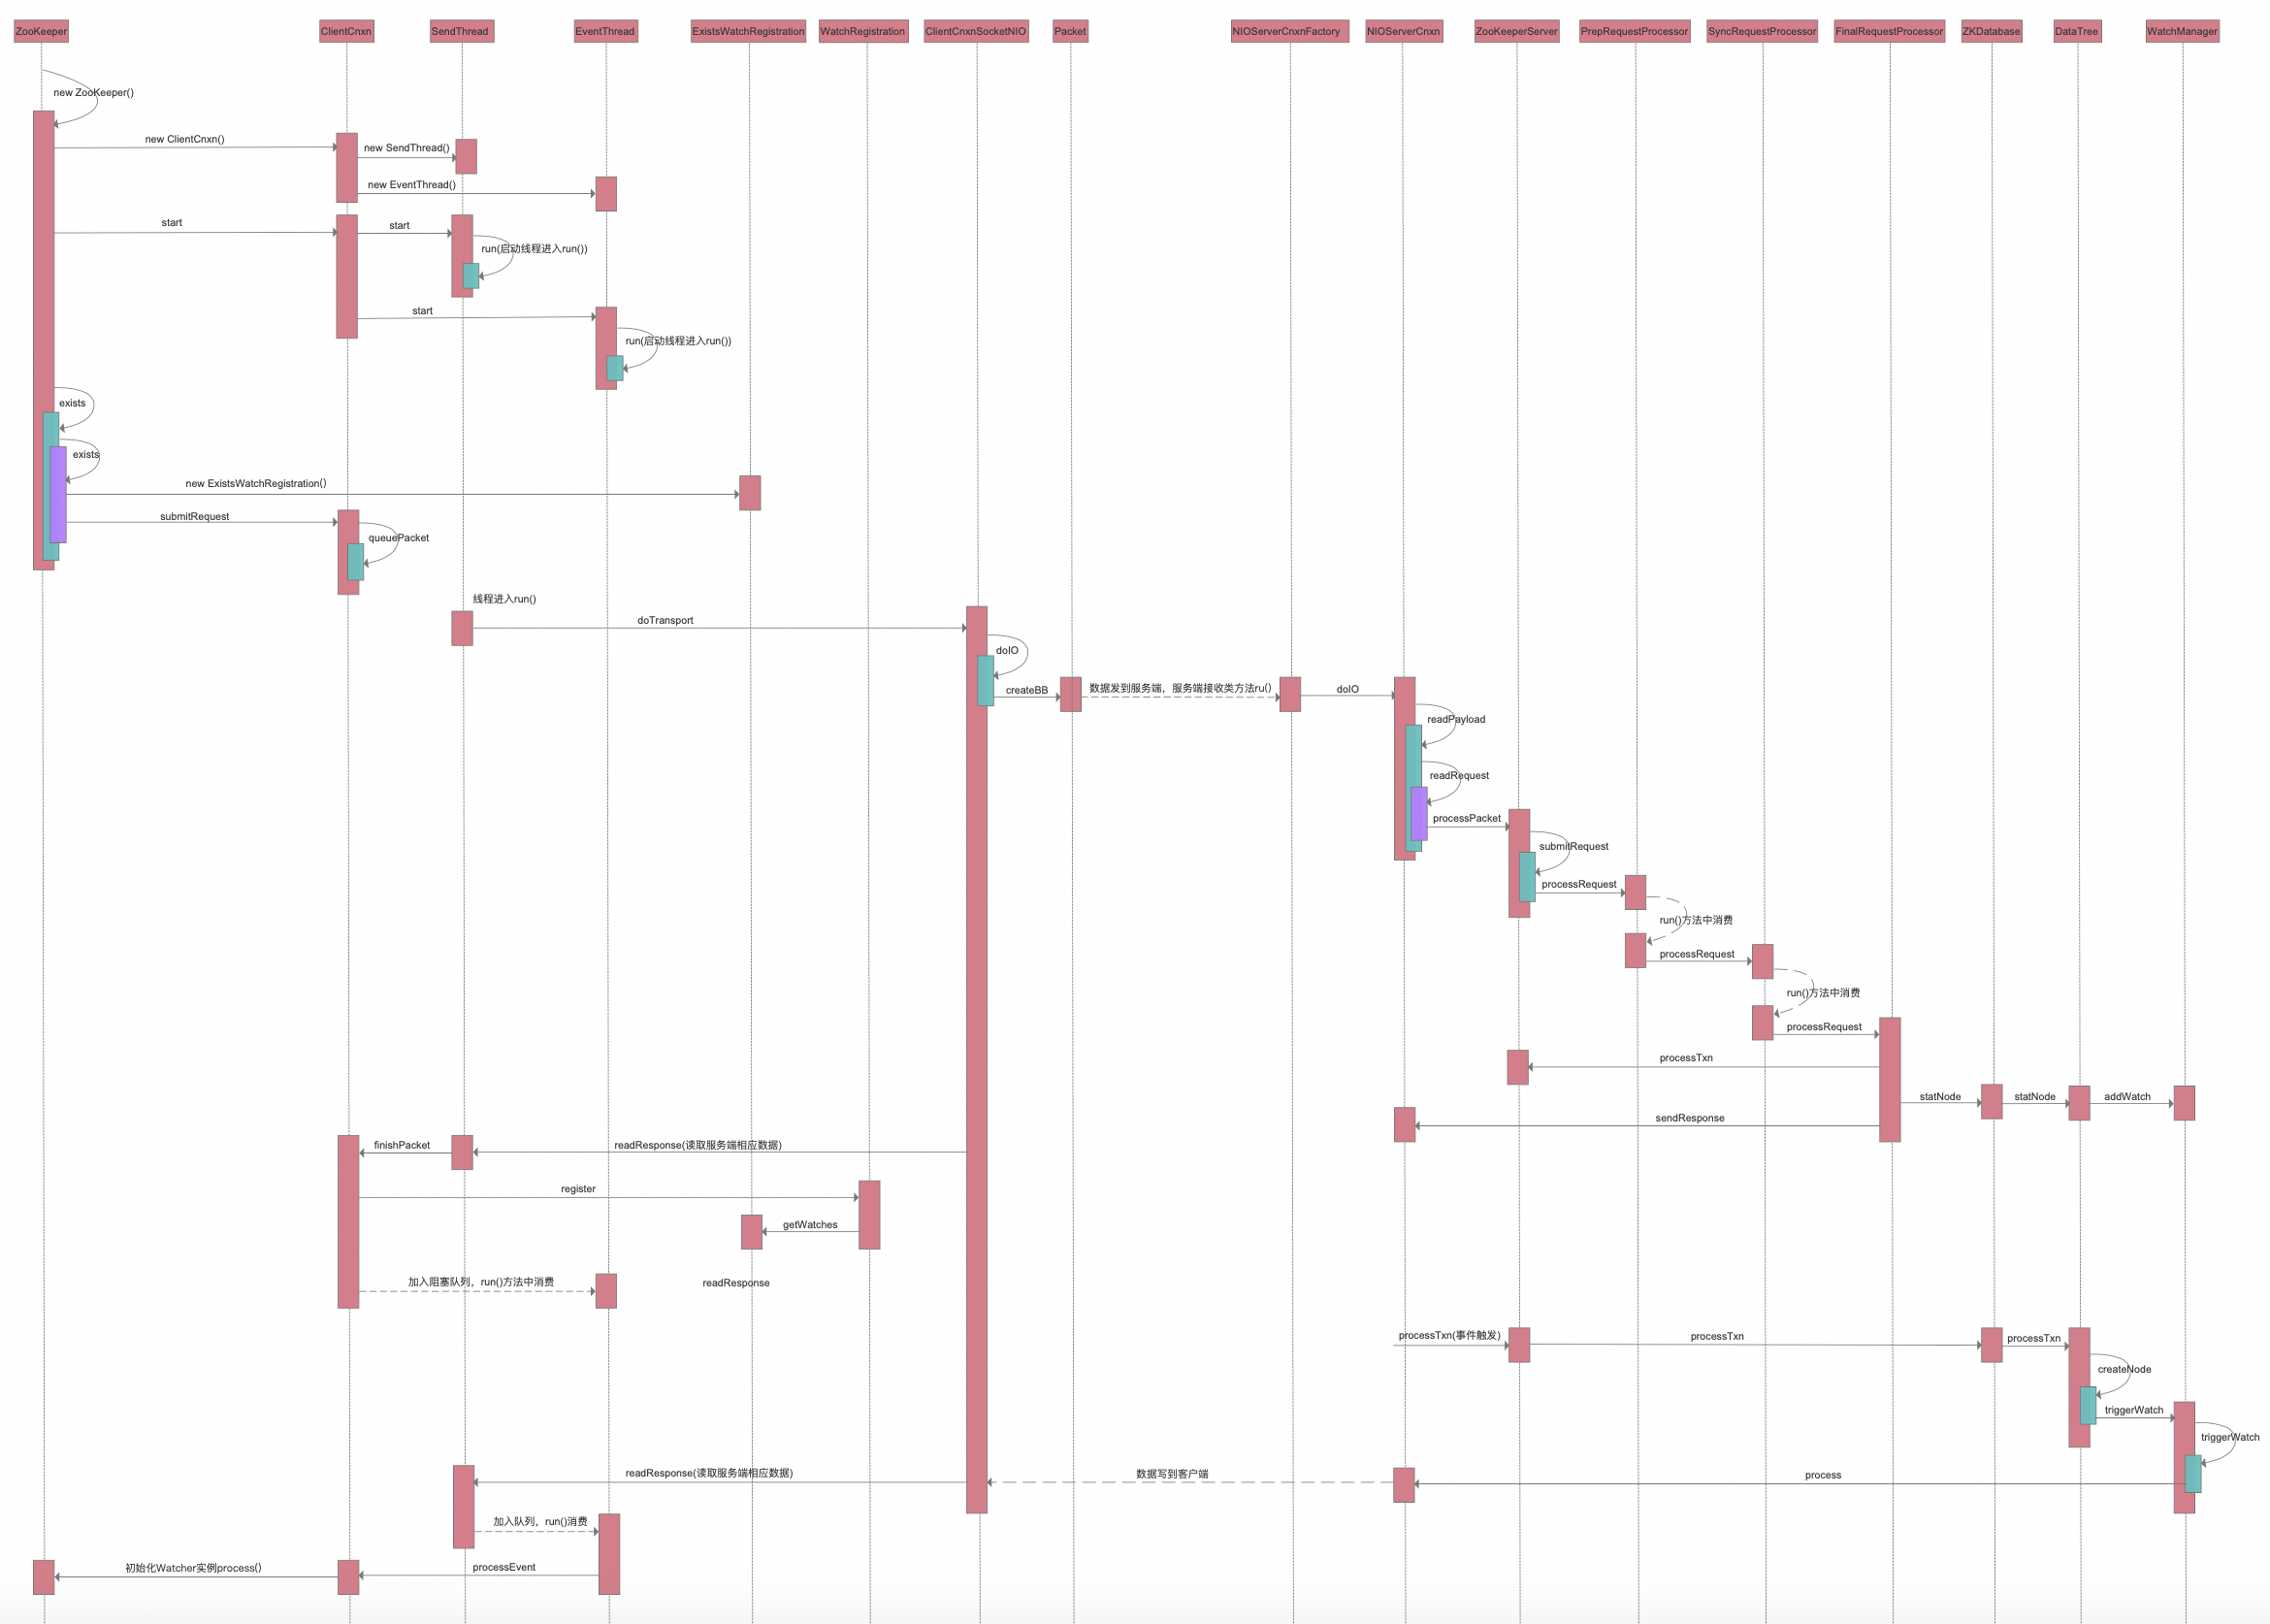 ZooKeeper
ClientCnxn
SendThread
EventThread
ExistsWatchRegistration
WatchRegistration
ClientCnxnSocketNIO
Packet
NIOServerCnxnFactory
NIOServerCnxn
ZooKeeperServer
PrepRequestProcessor
SyncRequestProcessor
FinalRequestProcessor
ZKDatabase
DataTree
WatchManager
new ZooKeeper()
new ClientCnxn()
new SendThread()
new EventThread()
start
start
run(启动线程进入run())
start
run(启动线程进入run())
exists
exists
new ExistsWatchRegistration()
submitRequest
queuePacket
线程进入run()
doTransport
doIO
createBB
数据发到服务端，服务端接收类方法ru()
doIO
readPayload
readRequest
processPacket
submitRequest
processRequest
run()方法中消费
processRequest
run()方法中消费
processRequest
processTxn
statNode
statNode
addWatch
sendResponse
readResponse(读取服务端相应数据)
finishPacket
register
getWatches
加入阻塞队列，run()方法中消费
readResponse
processTxn(事件触发)
processTxn
processTxn
createNode
triggerWatch
triggerWatch
process
数据写到客户端
readResponse(读取服务端相应数据)
加入队列，run()消费
processEvent
初始化Watcher实例process()